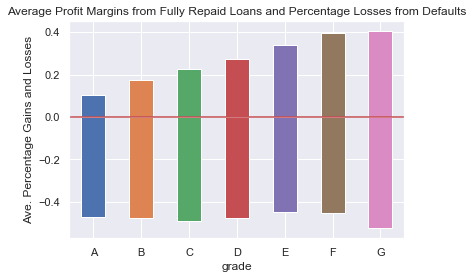 Average Profit Margins from Fully Repaid Loans and Percentage Losses from Defaults
Ave. Percentage Gains and Losses
0.4
0.2
0.0
−0.2
−0.4
A B C D E F G
grade